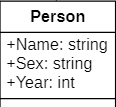 Person
+Name: string
+Sex: string
+Year: int